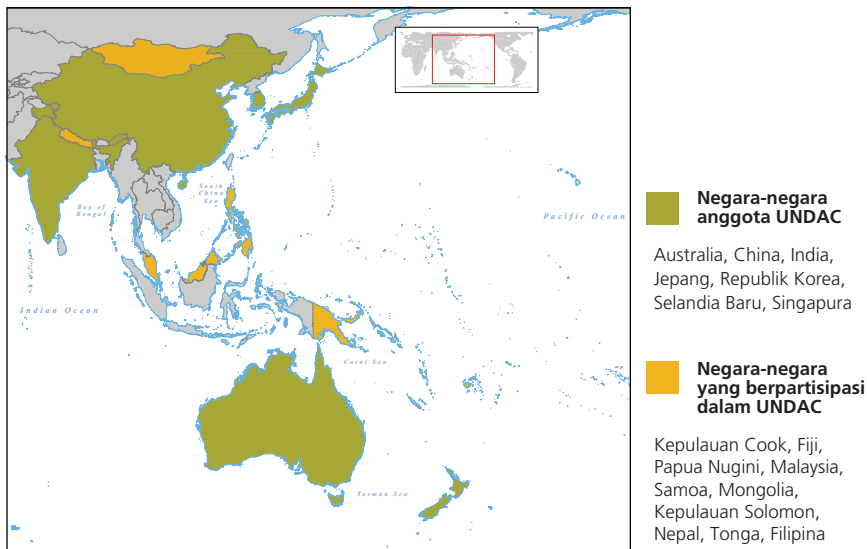 South
China
Sea
Bay of
Bengal
Pacific Ocean
Indian Ocean
Coral Sea
Tasman Sea
Negara-negara
anggota UNDAC
Australia, China, India,
Jepang, Republik Korea,
Selandia Baru, Singapura
Negara-negara
yang berpartisipasi
dalam UNDAC
Kepulauan Cook, Fiji,
Papua Nugini, Malaysia,
Samoa, Mongolia,
Kepulauan Solomon,
Nepal, Tonga, Filipina